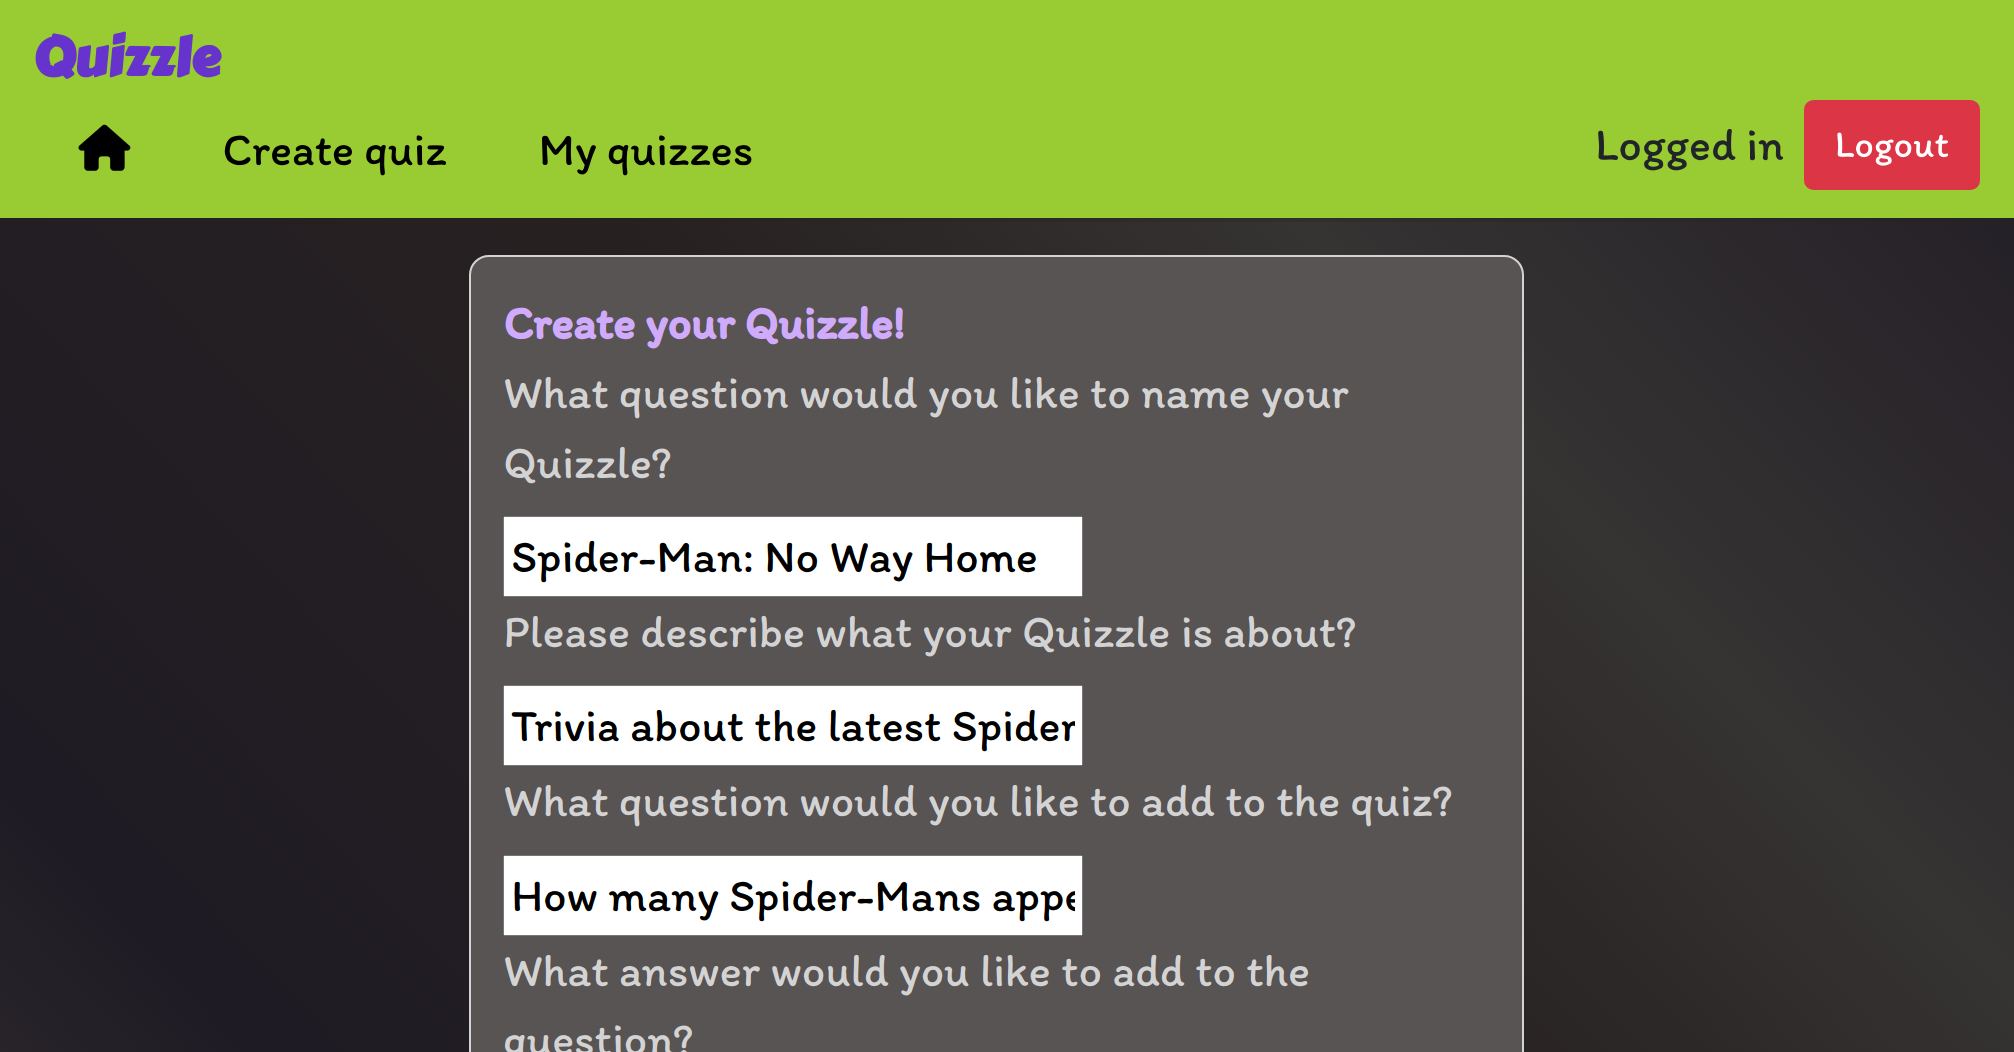 Quizzle
Create quiz
My quizzes
Logged in
Logout
Create your Quizzle!
What question would you like to name your
Quizzle?
Spider-Man: No Way Home
Please describe what your Quizzle is about?
Trivia about the latest Spider
What question would you like to add to the quiz?
How many Spider-Mans appe
What answer would you like to add to the
question?